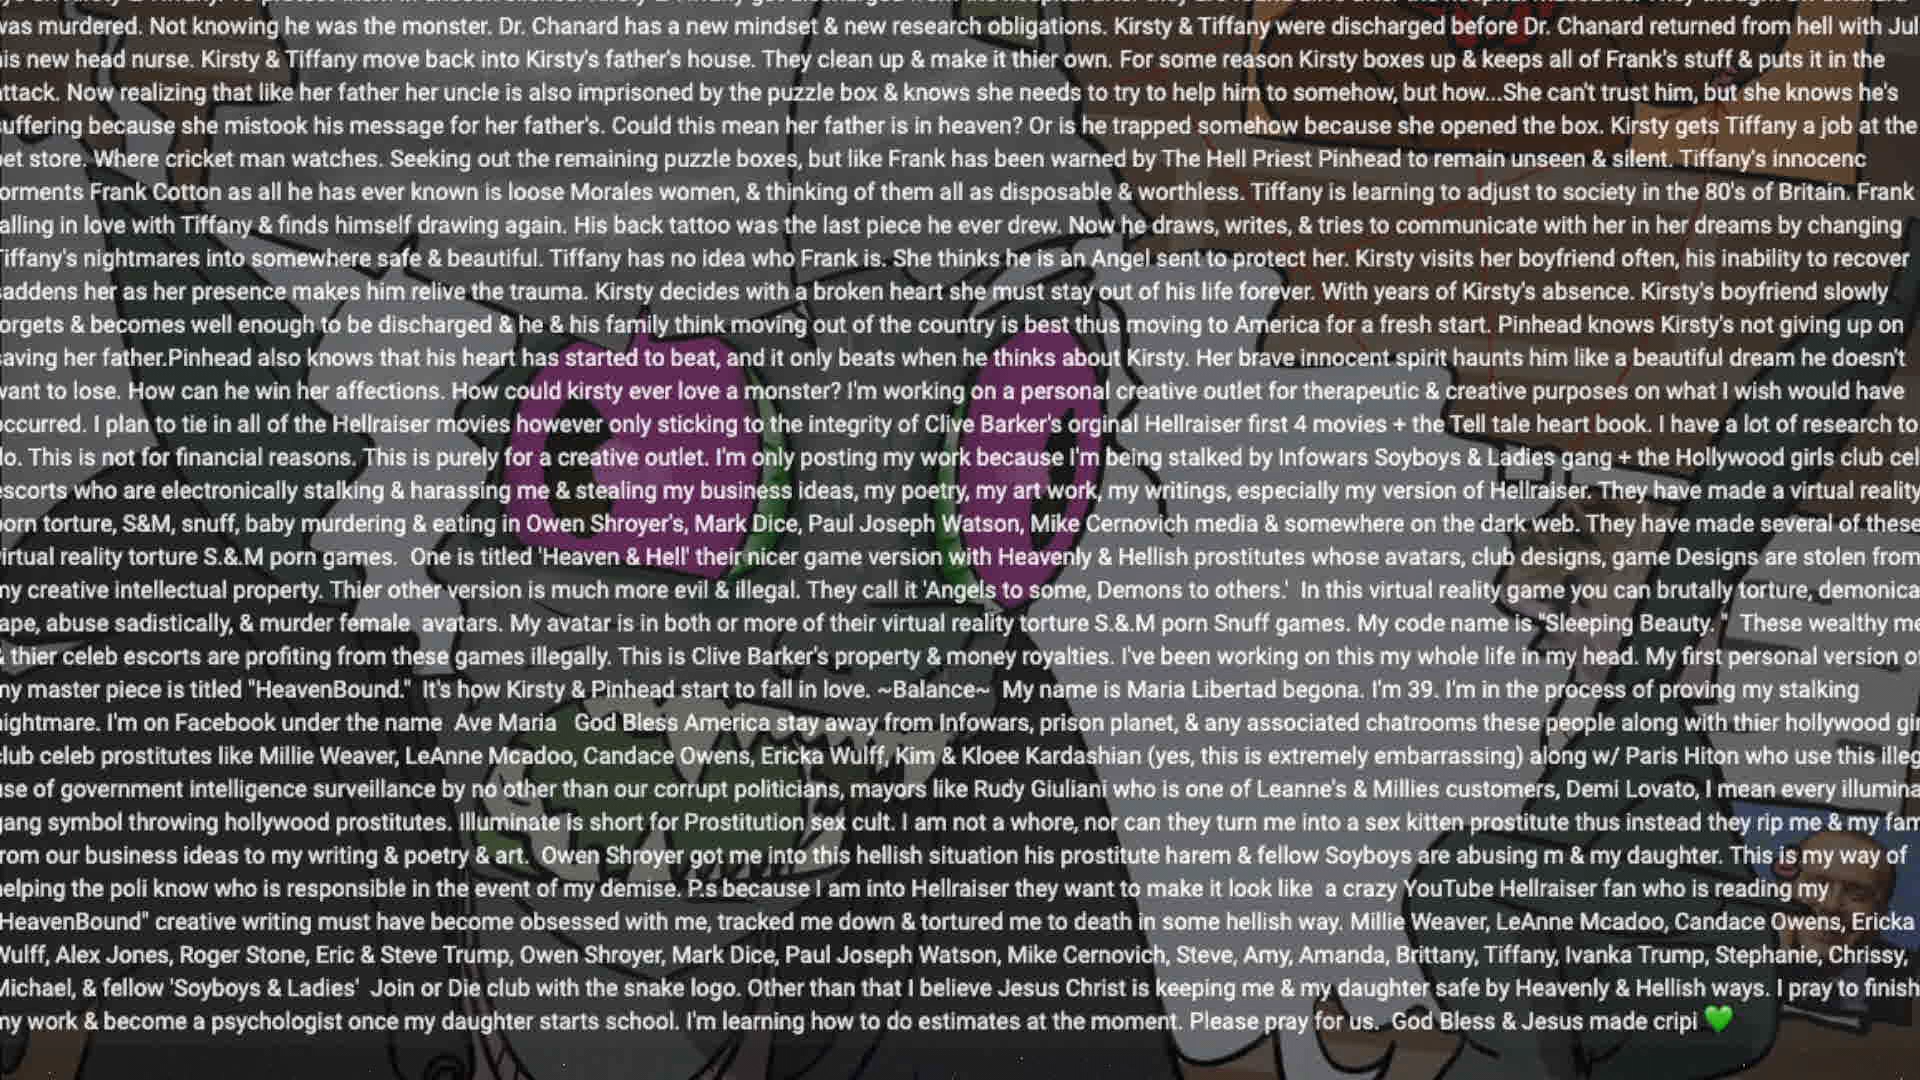 was murdered. Not knowing he was the monster. Dr. Chanard has a new mindset & new research obligations. Kirsty & Tiffany were discharged before Dr. Chanard returned from hell with Jul
is new head nurse. Kirsty & Tiffany move back into Kirsty's father's house. They clean up & make it thier own. For some reason Kirsty boxes up & keeps all of Frank's stuff & puts it in the
attack. Now realizing that like her father her uncle is also imprisoned by the puzzle box & knows she needs to try to help him to somehow, but how...She can't trust him, but she knows he's
suffering because she mistook his message for her father's. Could this mean her father is in heaven? Or is he trapped somehow because she opened the box. Kirsty gets Tiffany a job at the
pet store. Where cricket man watches. Seeking out the remaining puzzle boxes, but like Frank has been warned by The Hell Priest Pinhead to remain unseen & silent. Tiffany's innocenc
orments Frank Cotton as all he has ever known is loose Morales women, & thinking of them all as disposable & worthless. Tiffany is learning to adjust to society in the 80's of Britain. Frank
alling in love with Tiffany & finds himself drawing again. His back tattoo was the last piece he ever drew. Now he draws, writes, & tries to communicate with her in her dreams by changing
Tiffany's nightmares into somewhere safe & beautiful. Tiffany has no idea who Frank is. She thinks he is an Angel sent to protect her. Kirsty visits her boyfriend often, his inability to recover
saddens her as her presence makes him relive the trauma. Kirsty decides with a broken heart she must stay out of his life forever. With years of Kirsty's absence. Kirsty's boyfriend slowly
orgets & becomes well enough to be discharged & he & his family think moving out of the country is best thus moving to America for a fresh start. Pinhead knows Kirsty's not giving up on
saving her father.Pinhead also knows that his heart has started to beat, and it only beats when he thinks about Kirsty. Her brave innocent spirit haunts him like a beautiful dream he doesn't
want to lose. How can he win her affections. How could kirsty ever love a monster? I'm working on a personal creative outlet for therapeutic & creative purposes on what I wish would have
occurred. I plan to tie in all of the Hellraiser movies however only sticking to the integrity of Clive Barker's orginal Hellraiser first 4 movies + the Tell tale heart book. I have a lot of research to
do. This is not for financial reasons. This is purely for a creative outlet. I'm only posting my work because I'm being stalked by Infowars Soyboys & Ladies gang + the Hollywood girls club cel
escorts who are electronically stalking & harassing me & stealing my business ideas, my poetry, my art work, my writings, especially my version of Hellraiser. They have made a virtual reality
porn torture, S&M, snuff, baby murdering & eating in Owen Shroyer's, Mark Dice, Paul Joseph Watson, Mike Cernovich media & somewhere on the dark web. They have made several of these
virtual reality torture S.&.M porn games. One is titled 'Heaven & Hell' their nicer game version with Heavenly & Hellish prostitutes whose avatars, club designs, game Designs are stolen from
my creative intellectual property. Thier other version is much more evil & illegal. They call it 'Angels to some, Demons to others.' In this virtual reality game you can brutally torture, demonica
rape, abuse sadistically, & murder female avatars. My avatar is in both or more of their virtual reality torture S.&.M porn Snuff games. My code name is "Sleeping Beauty. " These wealthy me
& thier celeb escorts are profiting from these games illegally. This is Clive Barker's property & money royalties. I've been working on this my whole life in my head. My first personal version of
my master piece is titled "HeavenBound." It's how Kirsty & Pinhead start to fall in love. ~Balance~ My name is Maria Libertad begona. I'm 39. I'm in the process of proving my stalking
nightmare. I'm on Facebook under the name Ave Maria God Bless America stay away from Infowars, prison planet, & any associated chatrooms these people along with thier hollywood gir
club celeb prostitutes like Millie Weaver, LeAnne Mcadoo, Candace Owens, Ericka Wulff, Kim & Kloee Kardashian (yes, this is extremely embarrassing) along w/ Paris Hiton who use this illeg
use of government intelligence surveillance by no other than our corrupt politicians, mayors like Rudy Giuliani who is one of Leanne's & Millies customers, Demi Lovato, I mean every illumina
gang symbol throwing hollywood prostitutes. Illuminate is short for Prostitution sex cult. I am not a whore, nor can they turn me into a sex kitten prostitute thus instead they rip me & my fam
from our business ideas to my writing & poetry & art. Owen Shroyer got me into this hellish situation his prostitute harem & fellow Soyboys are abusing m & my daughter. This is my way of
helping the poli know who is responsible in the event of my demise. P.s because I am into Hellraiser they want to make it look like a crazy YouTube Hellraiser fan who is reading my
"HeavenBound" creative writing must have become obsessed with me, tracked me down & tortured me to death in some hellish way. Millie Weaver, LeAnne Mcadoo, Candace Owens, Ericka
Wulff, Alex Jones, Roger Stone, Eric & Steve Trump, Owen Shroyer, Mark Dice, Paul Joseph Watson, Mike Cernovich, Steve, Amy, Amanda, Brittany, Tiffany, Ivanka Trump, Stephanie, Chrissy,
Michael, & fellow 'Soyboys & Ladies' Join or Die club with the snake logo. Other than that I believe Jesus Christ is keeping me & my daughter safe by Heavenly & Hellish ways. I pray to finish
my work & become a psychologist once my daughter starts school. I'm learning how to do estimates at the moment. Please pray for us. God Bless & Jesus made cripi 💚